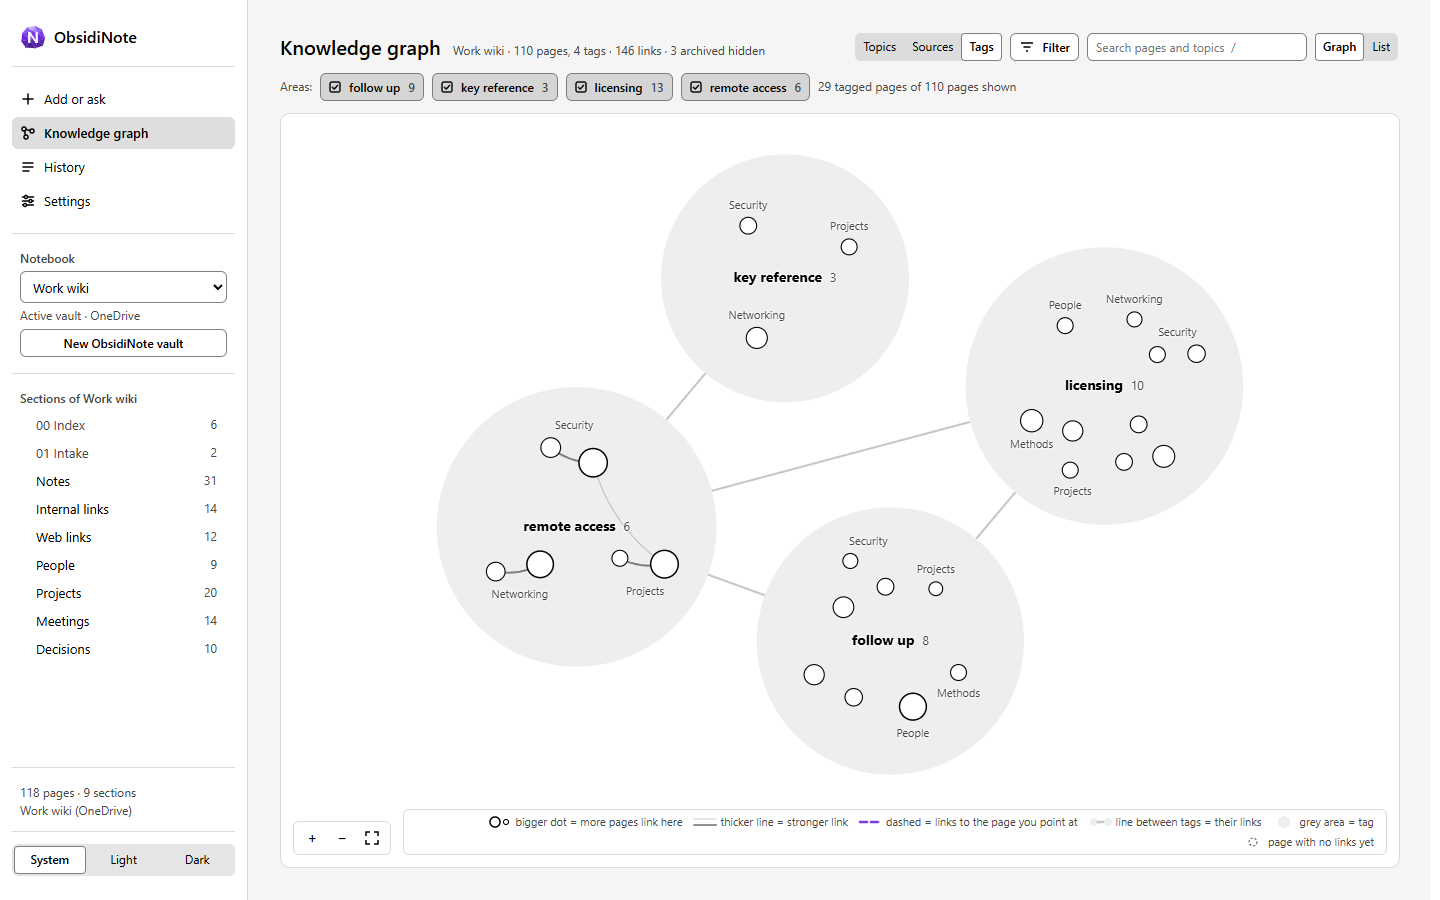 N ObsidiNote
Add or ask
Knowledge graph
History
Settings
Notebook
Work wiki
Active vault · OneDrive
New ObsidiNote vault
Sections of Work wiki
00 Index 6
01 Intake 2
Notes 31
Internal links 14
Web links 12
People 9
Projects 20
Meetings 14
Decisions 10
118 pages · 9 sections
Work wiki (OneDrive)
System Light Dark
Knowledge graph Work wiki · 110 pages, 4 tags · 146 links · 3 archived hidden
Topics Sources Tags Filter Search pages and topics / Graph List
Areas: follow up 9 key reference 3 licensing 13 remote access 6 29 tagged pages of 110 pages shown
Security
Projects
key reference 3
Networking
People
Networking
Security
licensing 10
Methods
Projects
Security
remote access 6
Networking
Projects
Security
Projects
follow up 8
Methods
People
+ −
bigger dot = more pages link here thicker line = stronger link dashed = links to the page you point at line between tags = their links grey area = tag
page with no links yet